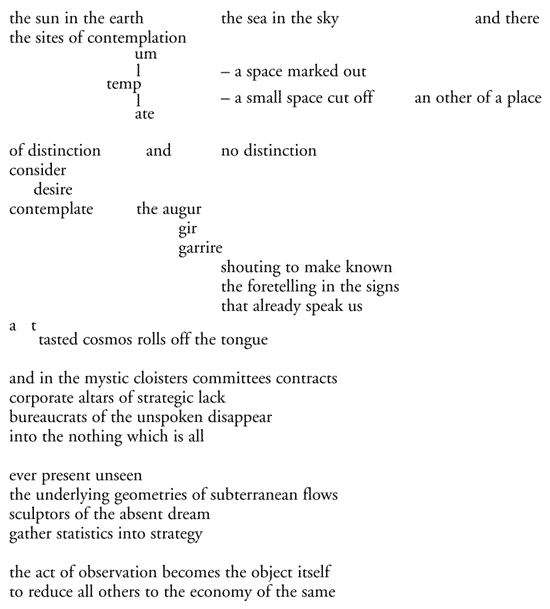 the sun in the earth the sea in the sky and there
the sites of contemplation
um
l – a space marked out
temp
l – a small space cut off an other of a place
ate
of distinction and no distinction
consider
desire
contemplate the augur
gir
garrire
shouting to make known
the foretelling in the signs
that already speak us
a t
tasted cosmos rolls off the tongue
and in the mystic cloisters committees contracts
corporate altars of strategic lack
bureaucrats of the unspoken disappear
into the nothing which is all
ever present unseen
the underlying geometries of subterranean flows
sculptors of the absent dream
gather statistics into strategy
the act of observation becomes the object itself
to reduce all others to the economy of the same